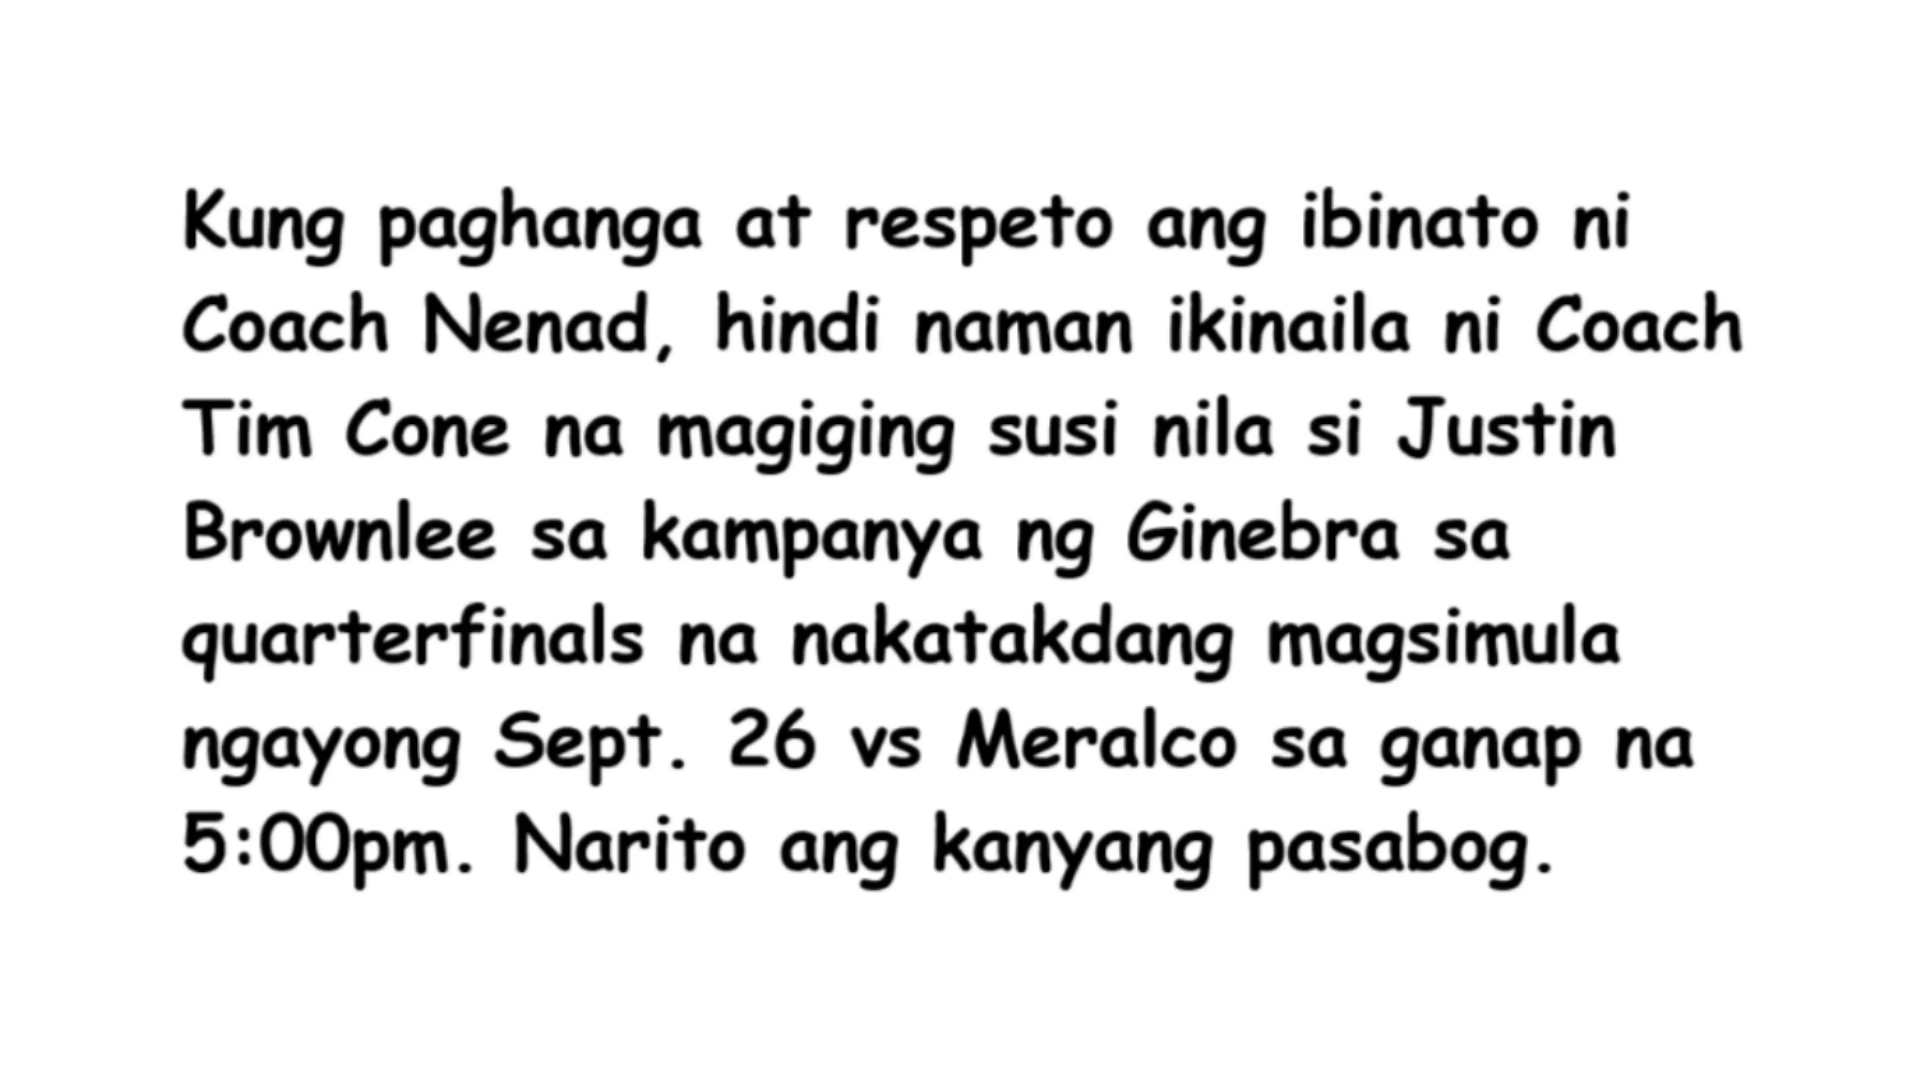 Kung paghanga at respeto ang ibinato ni
Coach Nenad, hindi naman ikinaila ni Coach
Tim Cone na magiging susi nila si Justin
Brownlee sa kampanya ng Ginebra sa
quarterfinals na nakatakdang magsimula
ngayong Sept. 26 vs Meralco sa ganap na
5:00pm. Narito ang kanyang pasabog.